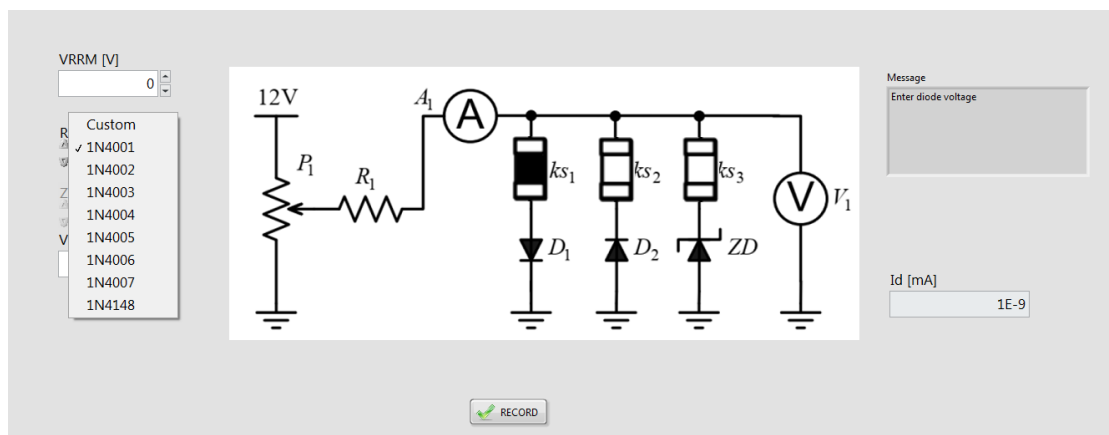 VRRM [V]
0
Custom
1N4001
1N4002
1N4003
1N4004
1N4005
1N4006
1N4007
1N4148
R
Z
V
12V
P1
R1
A1
A
ks1
ks2
ks3
D1
D2
ZD
V
V1
Message
Enter diode voltage
Id [mA]
1E-9
RECORD